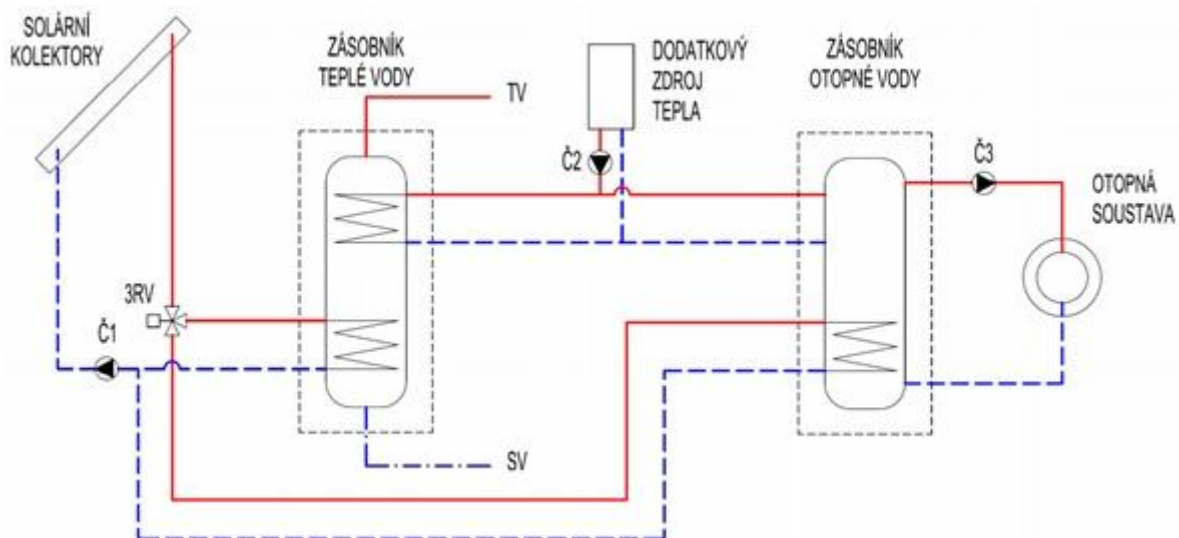 SOLÁRNÍ
KOLEKTORY
ZÁSOBNÍK
TEPLÉ VODY
TV
DODATKOVÝ
ZDROJ
TEPLA
Č2
ZÁSOBNÍK
OTOPNÉ VODY
Č3
OTOPNÁ
SOUSTAVA
3RV
Č1
SV